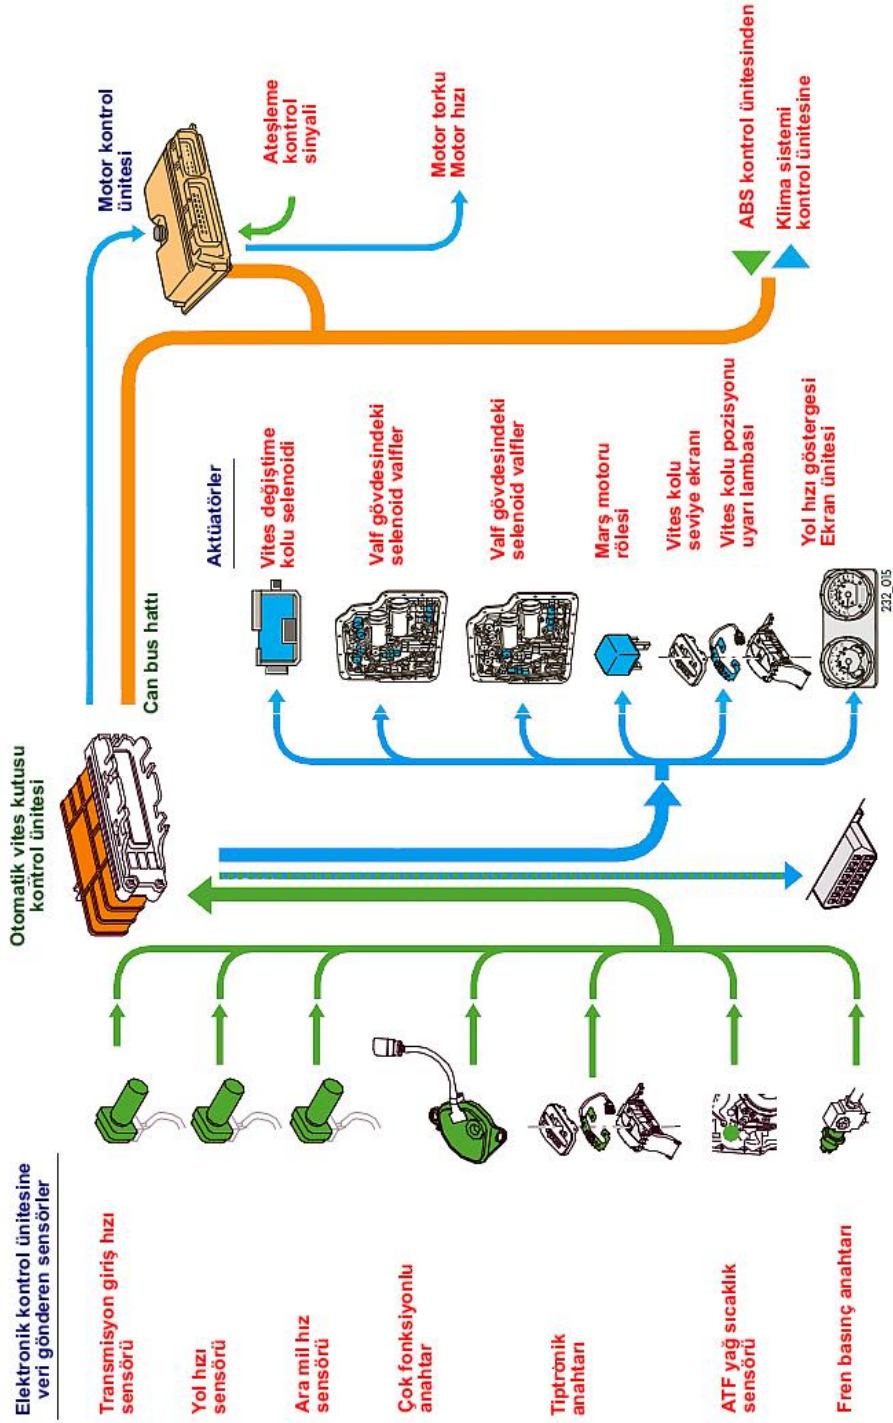 Elektronik kontrol ünitesine
veri gönderen sensörler
Transmisyon giriş hızı
sensörü
Yol hızı
sensörü
Ara mil hız
sensörü
Çok fonksiyonlu
anahtar
Tiptronik
anahtarı
ATF yağ sıcaklık
sensörü
Fren basınç anahtarı
Otomatik vites kutusu
kontrol ünitesi
Can bus hattı
Aktüatörler
Vites değiştime
kolu selenoidi
Valf gövdesindeki
selenoid valfler
Valf gövdesindeki
selenoid valfler
Marş motoru
rölesi
Vites kolu
seviye ekranı
Vites kolu pozisyonu
uyarı lambası
Yol hızı göstergesi
Ekran ünitesi
232_015
Motor kontrol
ünitesi
Ateşleme
kontrol
sinyali
Motor torku
Motor hızı
ABS kontrol ünitesinden
Klima sistemi
kontrol ünitesine